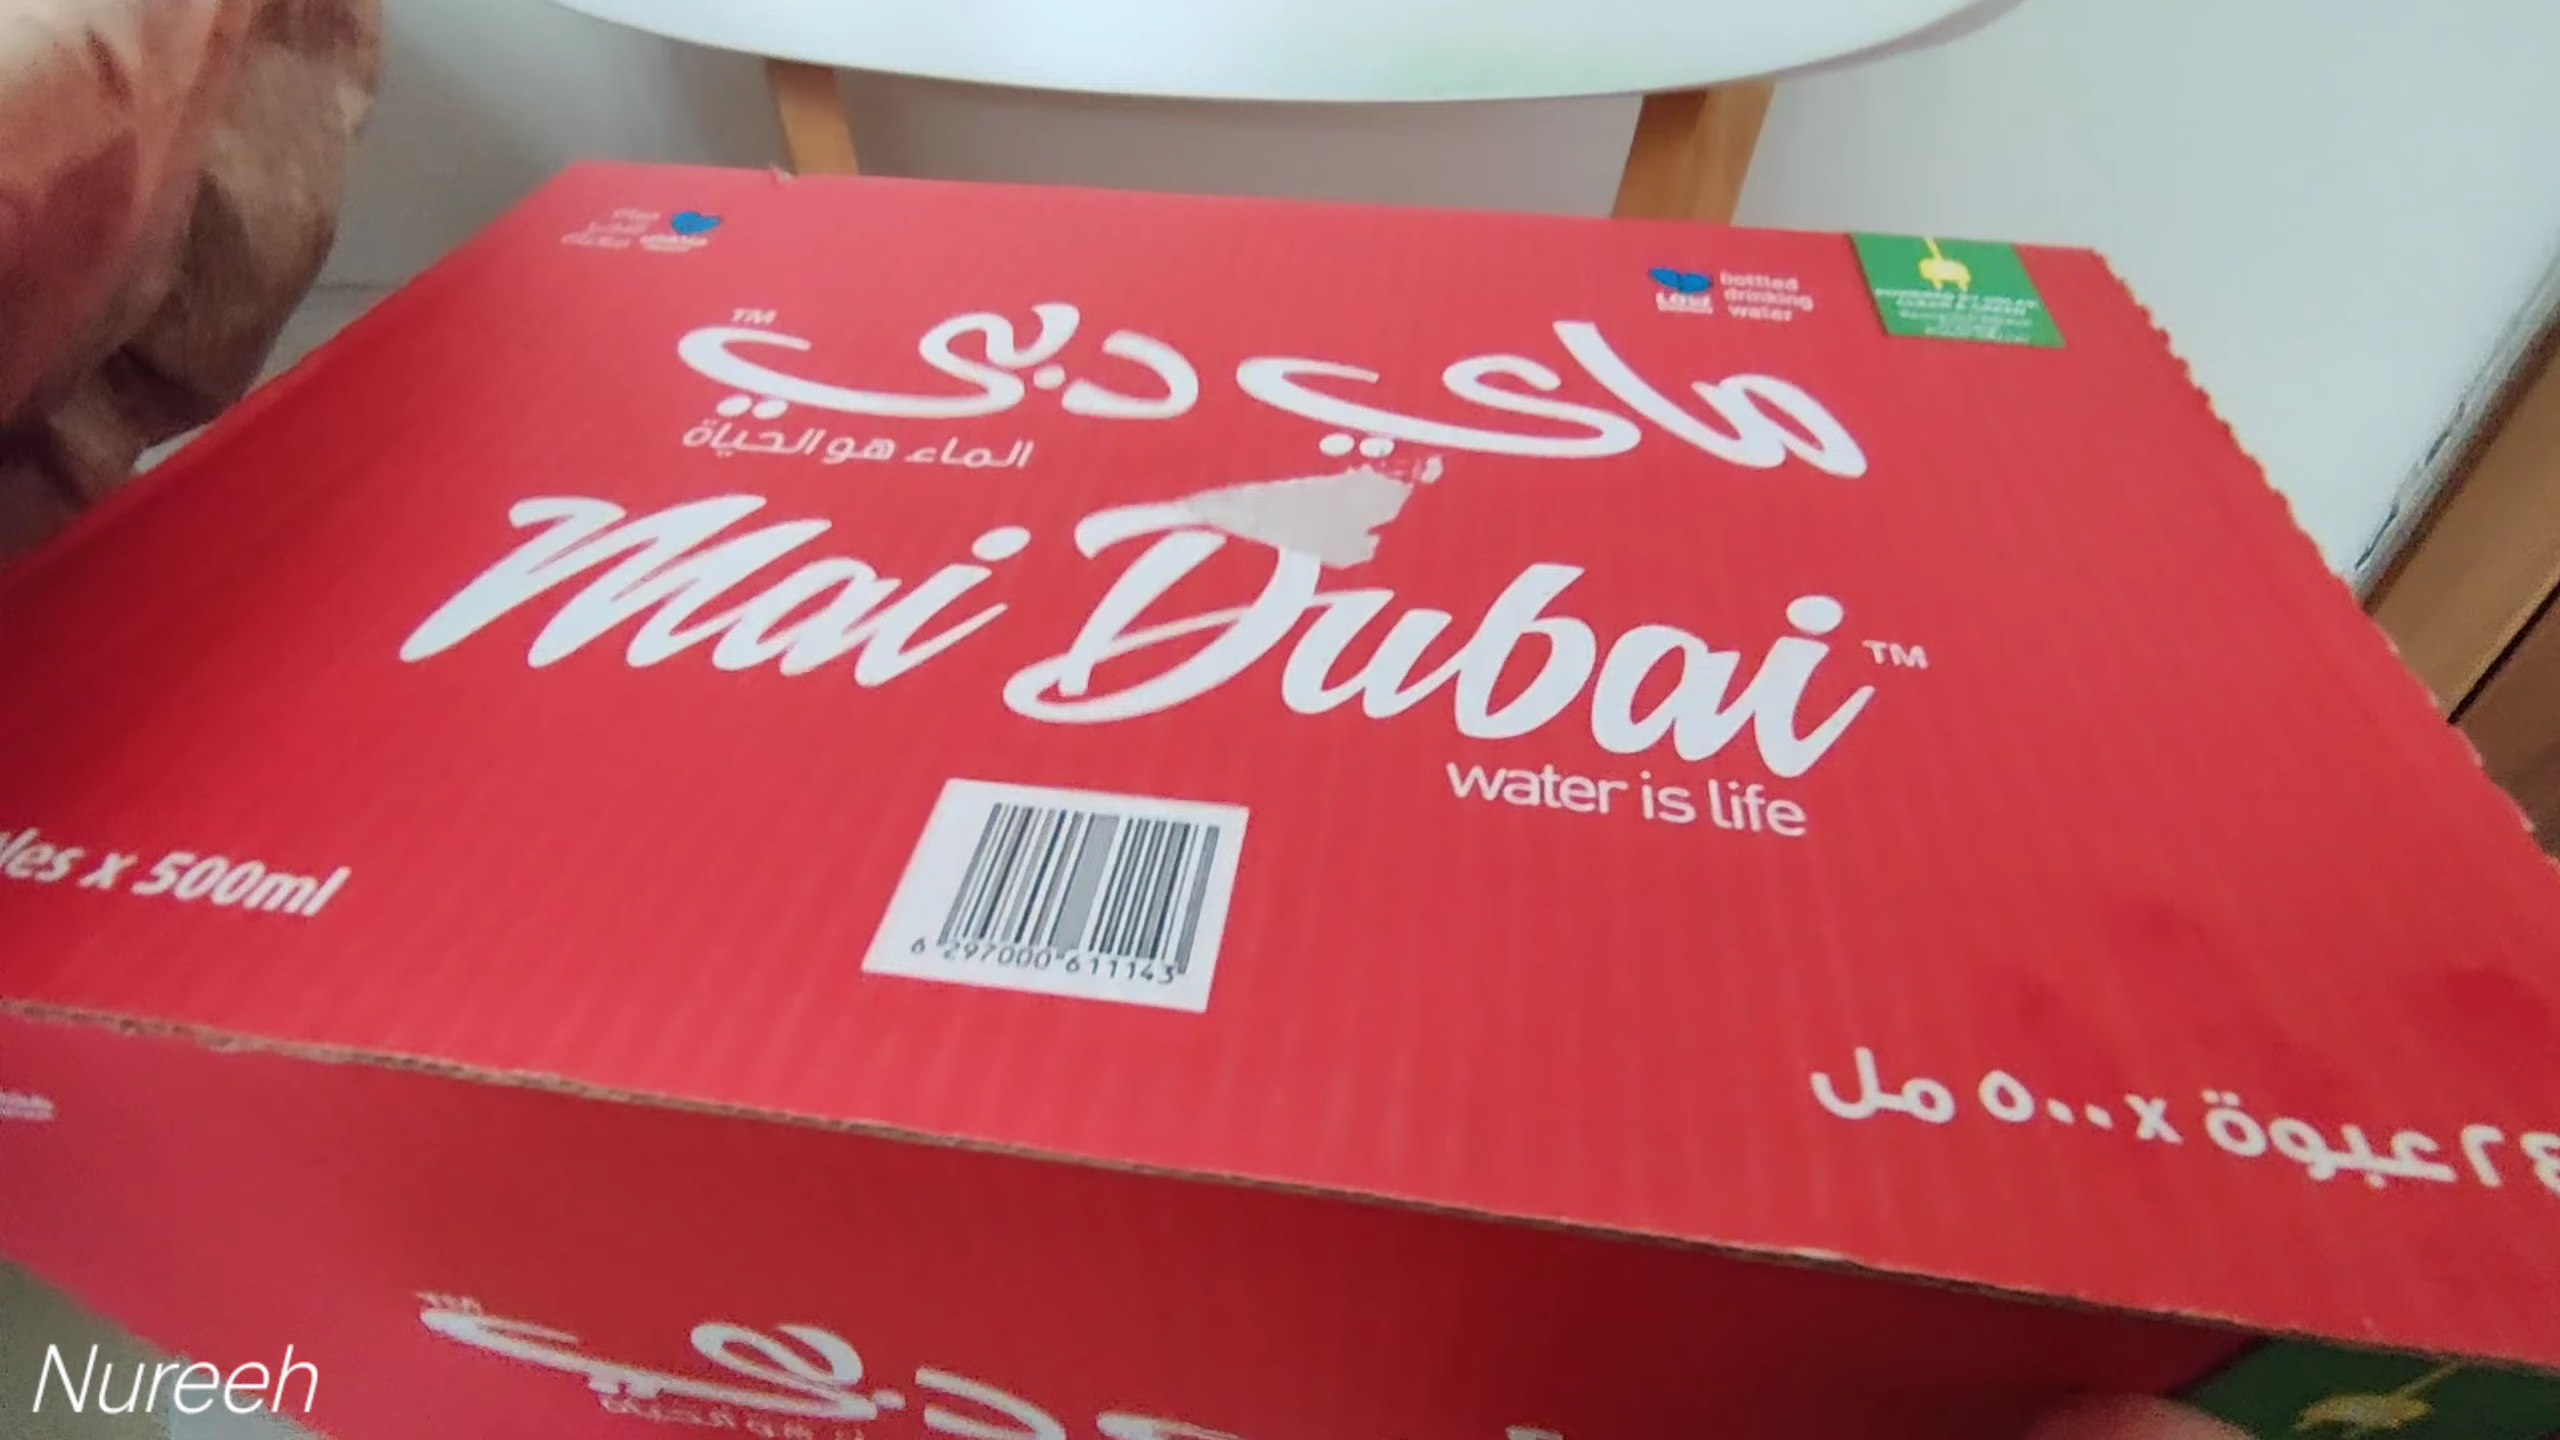 bottled
drinking
water
LOW
ماي دبي™
الماء هو الحياة
Mai Dubai™
water is life
6 297000 611143
x 500ml
٢٤ عبوة x ٥٠٠ مل
Nureeh